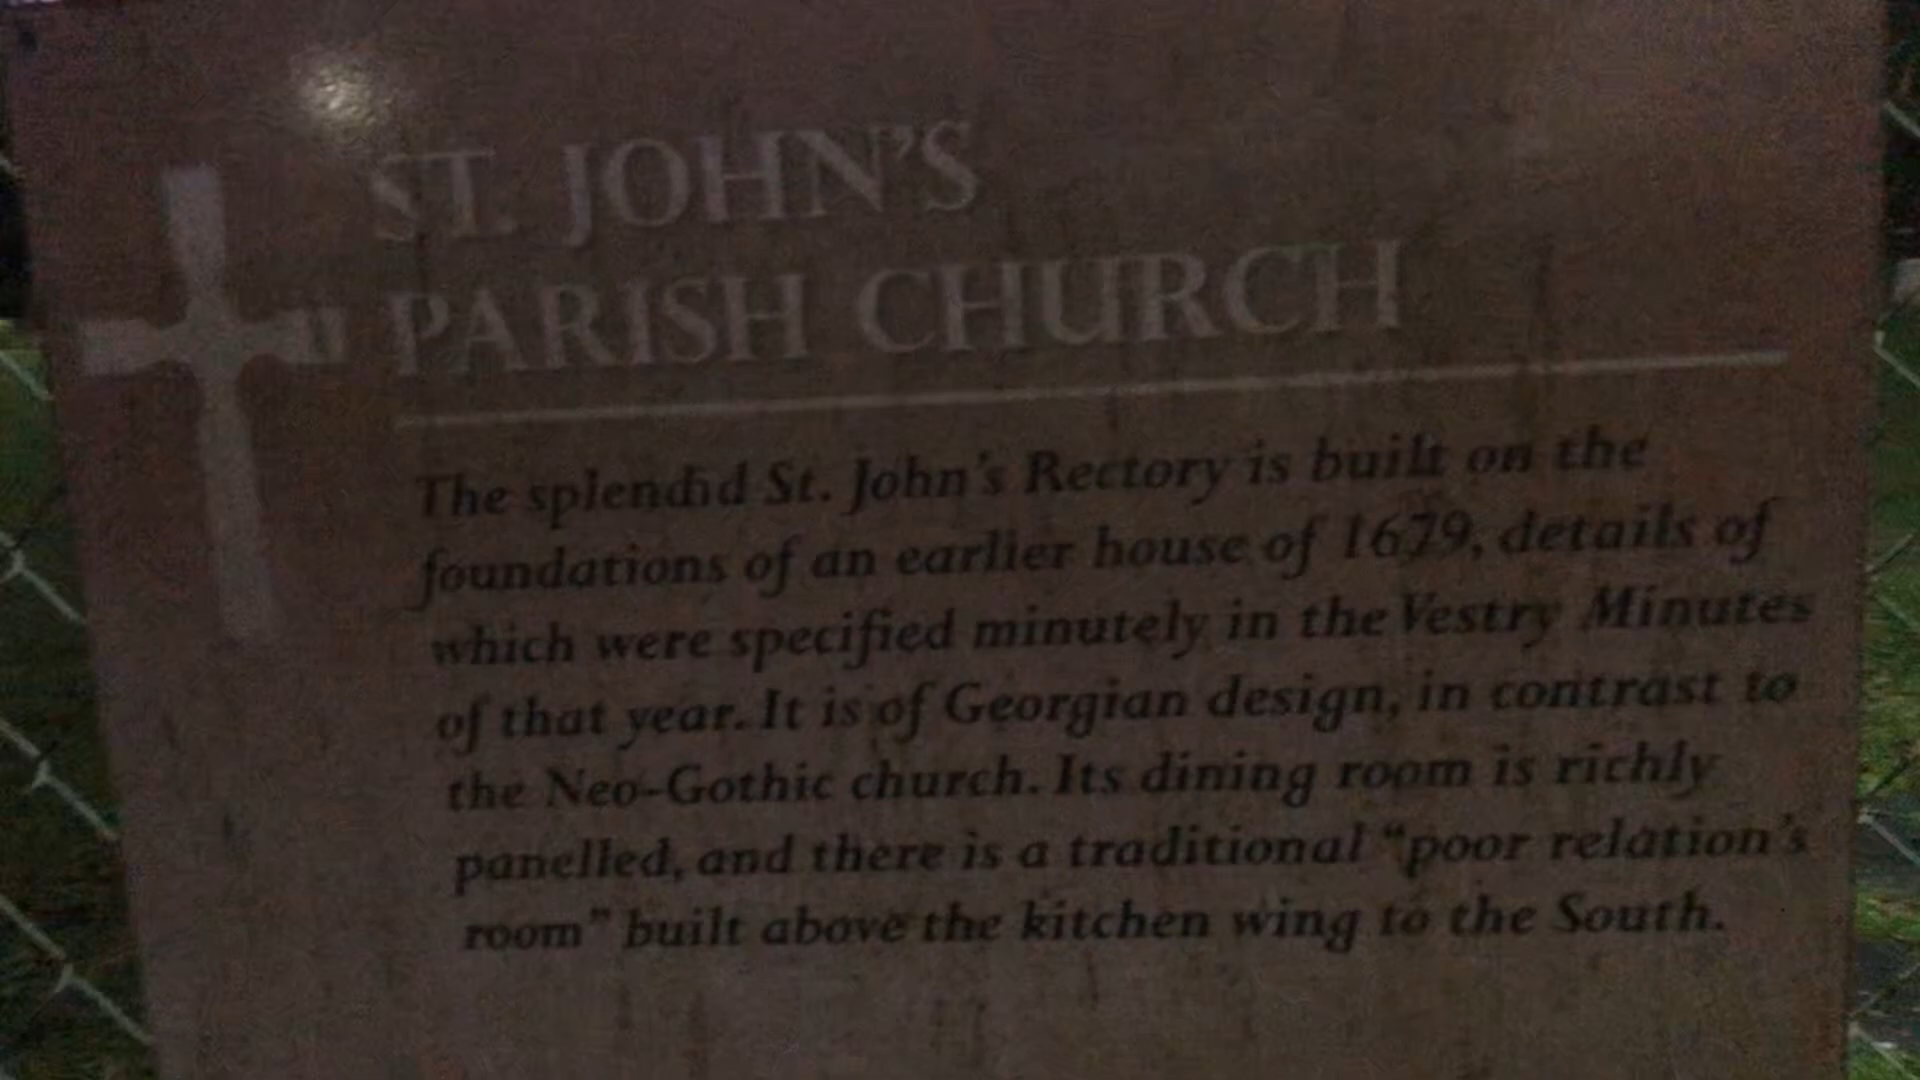 ST. JOHN'S
PARISH CHURCH
The splendid St. John's Rectory is built on the
foundations of an earlier house of 1679, details of
which were specified minutely in the Vestry Minutes
of that year. It is of Georgian design, in contrast to
the Neo-Gothic church. Its dining room is richly
panelled, and there is a traditional "poor relation's
room" built above the kitchen wing to the South.